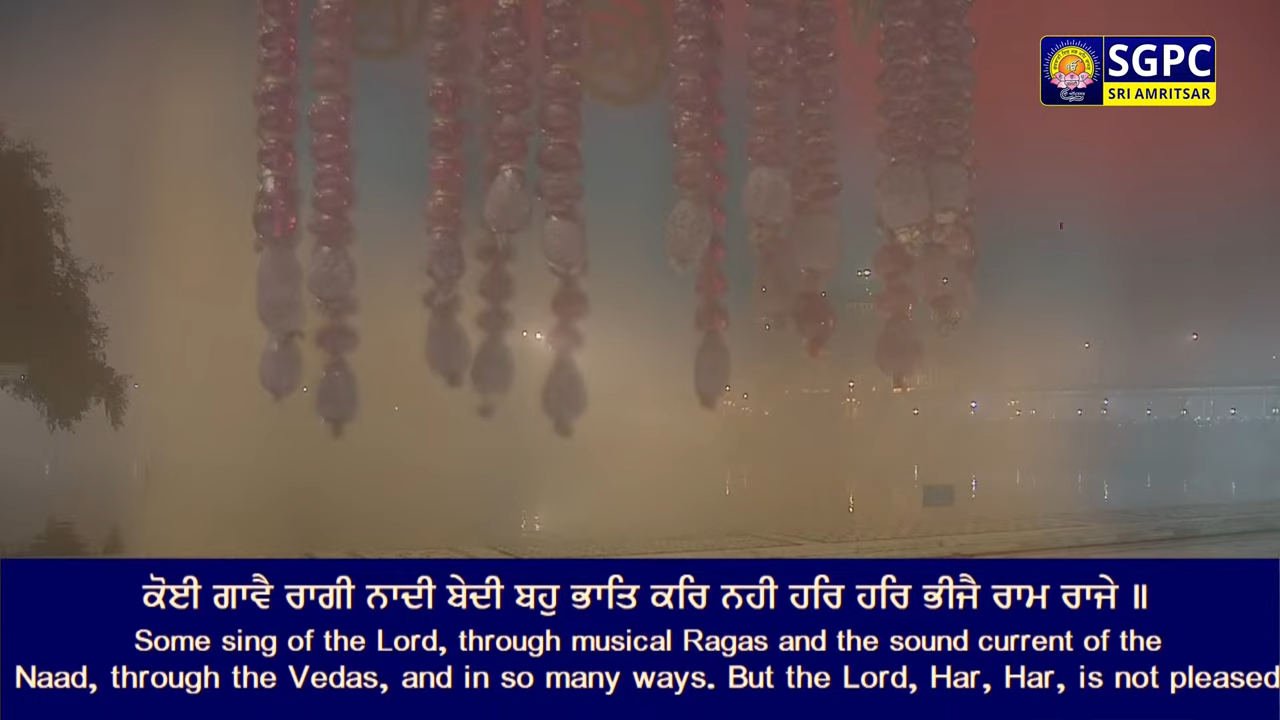 SGPC
SRI AMRITSAR
ਕੋਈ ਗਾਵੈ ਰਾਗੀ ਨਾਦੀ ਬੇਦੀ ਬਹੁ ਭਾਤਿ ਕਰਿ ਨਹੀ ਹਰਿ ਹਰਿ ਭੀਜੈ ਰਾਮ ਰਾਜੇ ॥
Some sing of the Lord, through musical Ragas and the sound current of the
Naad, through the Vedas, and in so many ways. But the Lord, Har, Har, is not pleased